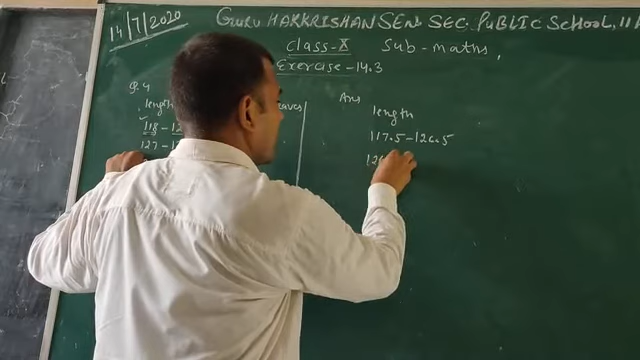 14/7/2020
GURU HARKRISHAN SEN SEC PUBLIC SCHOOL,
Class-X Sub-maths,
Exercise-14.3
Q.4
length
118-12
127-1
Ans
length
117.5-126.5
12